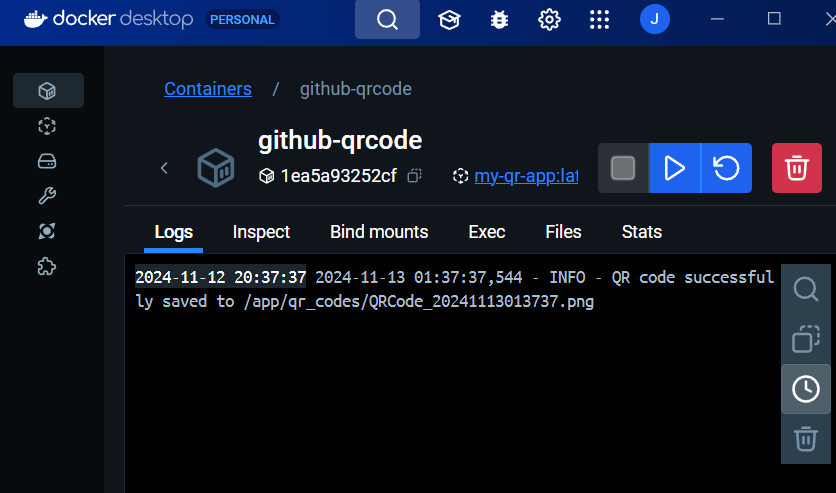 docker desktop PERSONAL J
Containers / github-qrcode
github-qrcode
1ea5a93252cf my-qr-app:lat
Logs Inspect Bind mounts Exec Files Stats
2024-11-12 20:37:37 2024-11-13 01:37:37,544 - INFO - QR code successful
ly saved to /app/qr_codes/QRCode_20241113013737.png